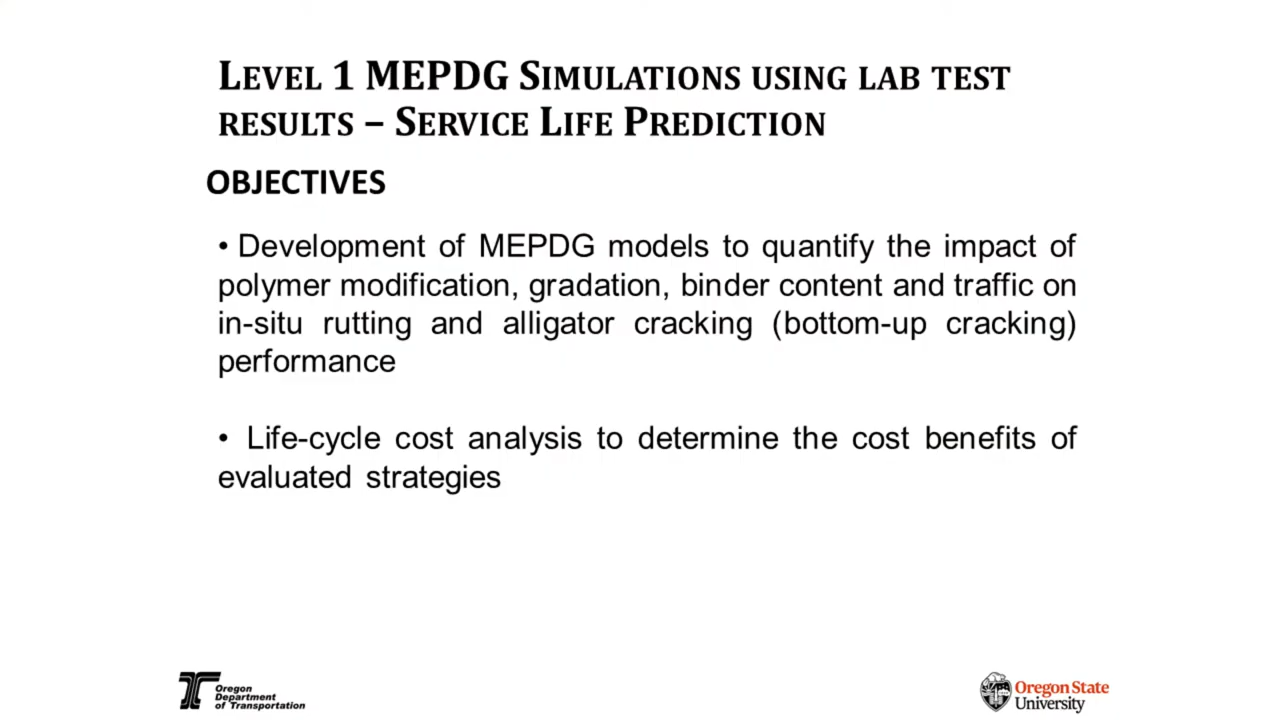 LEVEL 1 MEPDG SIMULATIONS USING LAB TEST
RESULTS – SERVICE LIFE PREDICTION
OBJECTIVES
• Development of MEPDG models to quantify the impact of
polymer modification, gradation, binder content and traffic on
in-situ rutting and alligator cracking (bottom-up cracking)
performance
• Life-cycle cost analysis to determine the cost benefits of
evaluated strategies
Oregon
Department
of Transportation
Oregon State
University